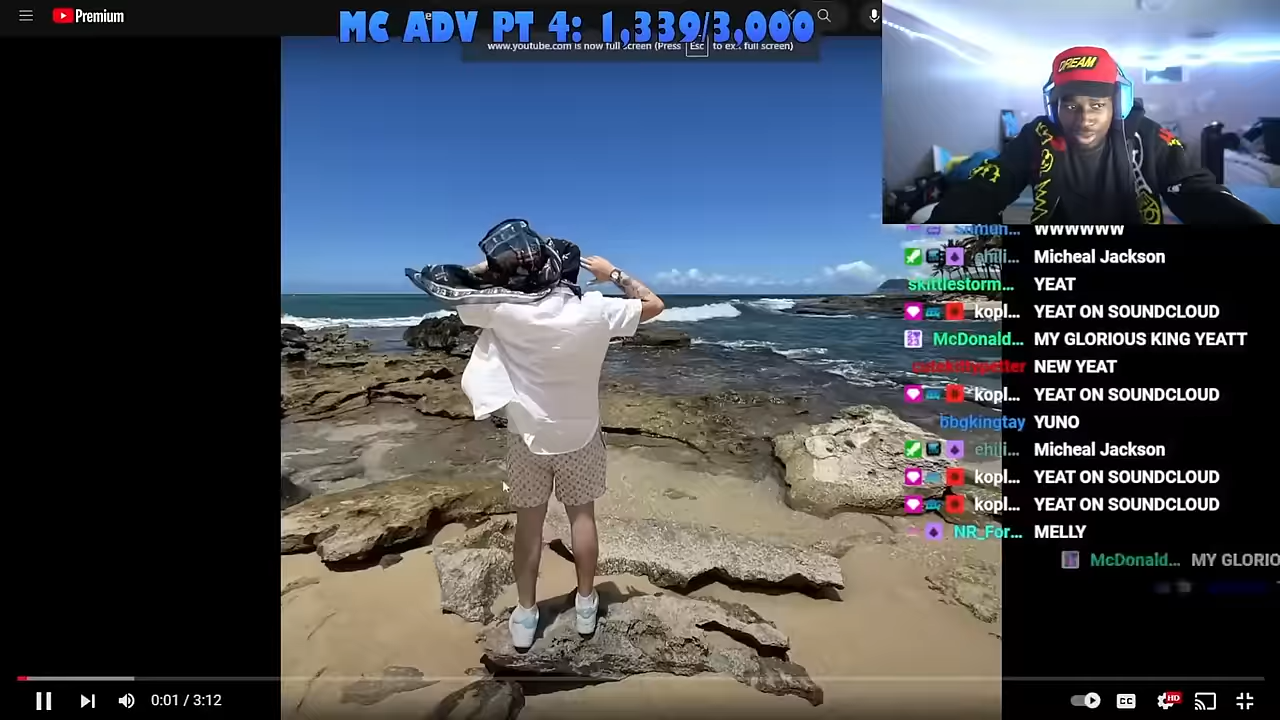 Premium
MC ADV PT 4: 1,339/3,000
www.youtube.com is now full screen (Press Esc to ex.. full screen)
DREAM
WWWWWW
Micheal Jackson
skittlestorm... YEAT
kopl... YEAT ON SOUNDCLOUD
McDonald... MY GLORIOUS KING YEATT
NEW YEAT
kopl... YEAT ON SOUNDCLOUD
bbgkingtay YUNO
ehili... Micheal Jackson
kopl... YEAT ON SOUNDCLOUD
kopl... YEAT ON SOUNDCLOUD
NR_For... MELLY
McDonald... MY GLORIO
0:01 / 3:12
CC
HD